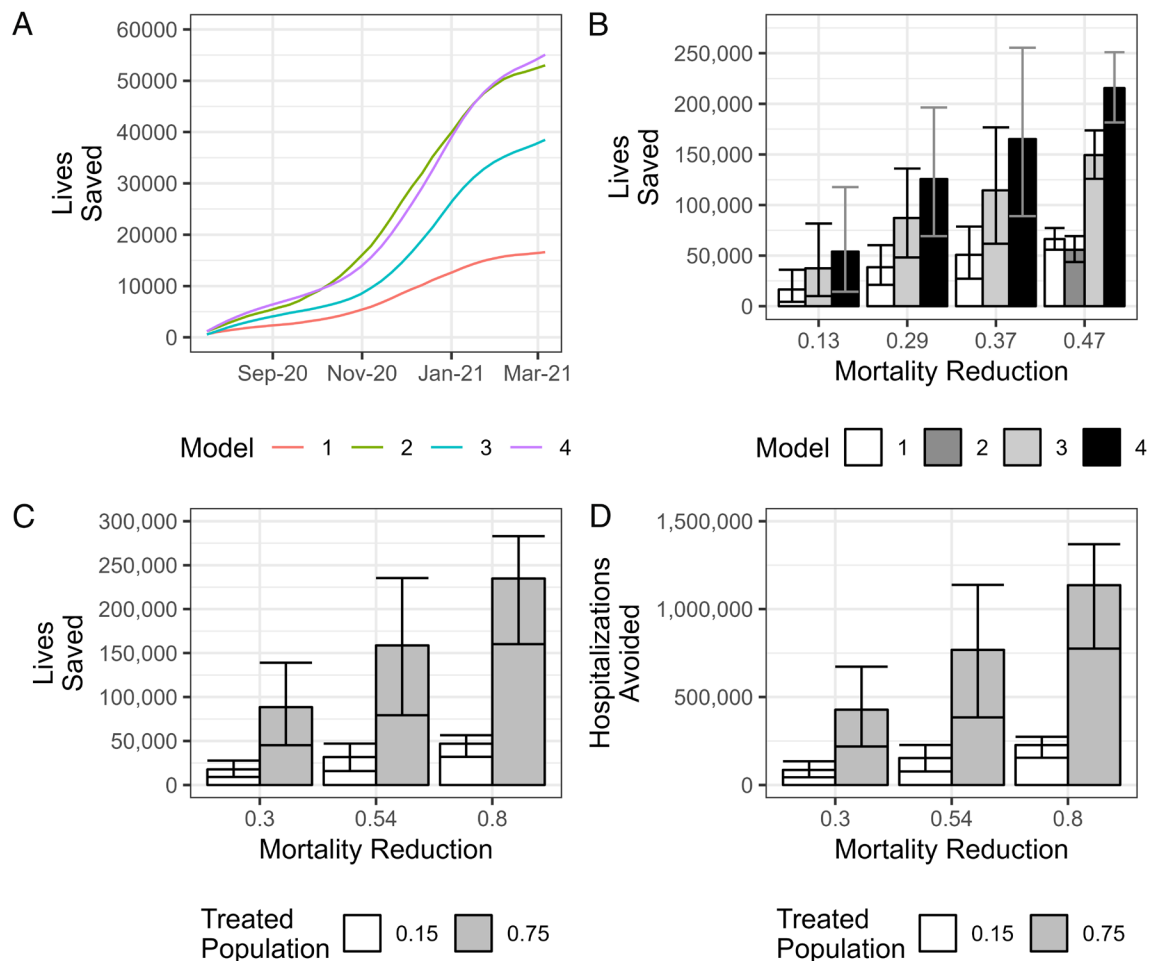 A
60000
50000
40000
30000
20000
10000
0
Lives
Saved
Sep-20 Nov-20 Jan-21 Mar-21
Model 1 2 3 4
B
250,000
200,000
150,000
100,000
50,000
0
Lives
Saved
0.13 0.29 0.37 0.47
Mortality Reduction
Model 1 2 3 4
C
300,000
250,000
200,000
150,000
100,000
50,000
0
Lives
Saved
0.3 0.54 0.8
Mortality Reduction
Treated
Population 0.15 0.75
D
1,500,000
1,000,000
500,000
0
Hospitalizations
Avoided
0.3 0.54 0.8
Mortality Reduction
Treated
Population 0.15 0.75